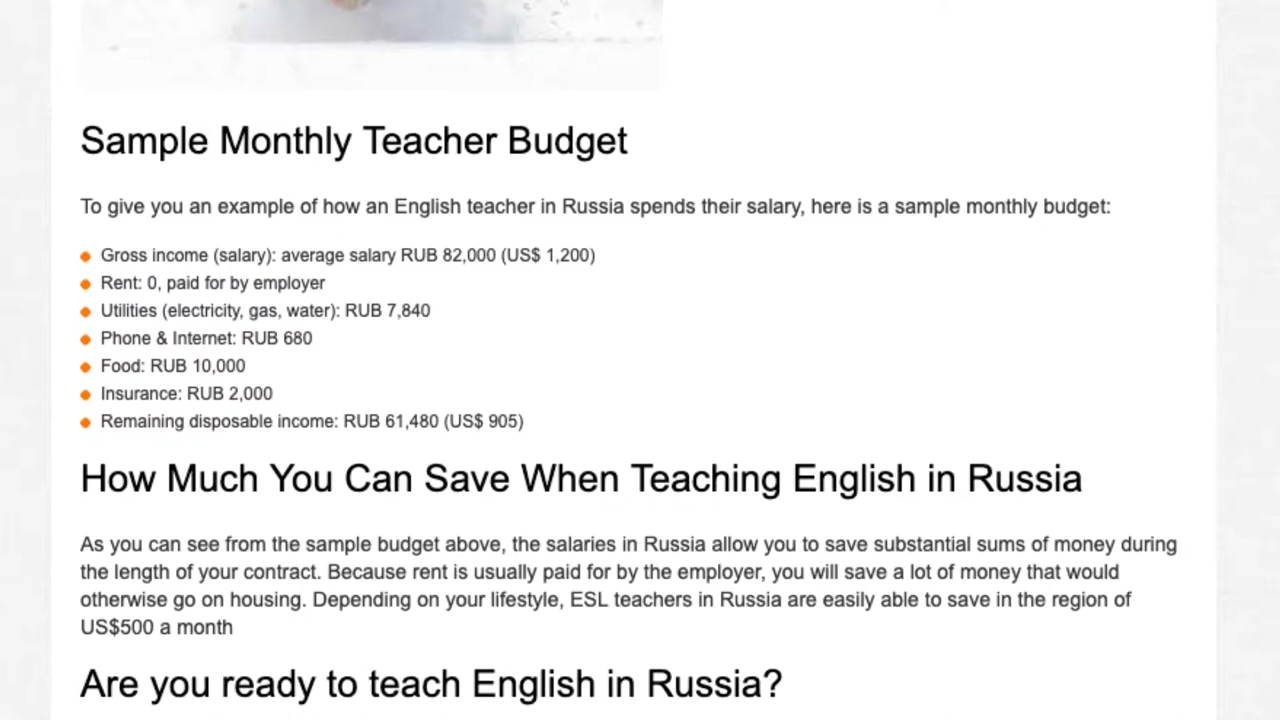 Sample Monthly Teacher Budget
To give you an example of how an English teacher in Russia spends their salary, here is a sample monthly budget:
Gross income (salary): average salary RUB 82,000 (US$ 1,200)
Rent: 0, paid for by employer
Utilities (electricity, gas, water): RUB 7,840
Phone & Internet: RUB 680
Food: RUB 10,000
Insurance: RUB 2,000
Remaining disposable income: RUB 61,480 (US$ 905)
How Much You Can Save When Teaching English in Russia
As you can see from the sample budget above, the salaries in Russia allow you to save substantial sums of money during
the length of your contract. Because rent is usually paid for by the employer, you will save a lot of money that would
otherwise go on housing. Depending on your lifestyle, ESL teachers in Russia are easily able to save in the region of
US$500 a month
Are you ready to teach English in Russia?